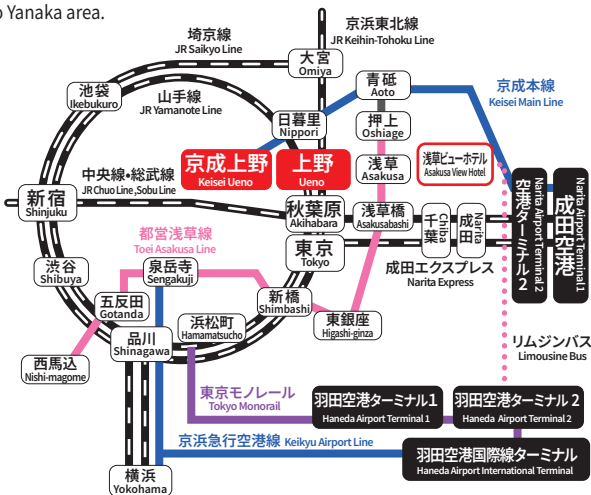 o Yanaka area.
埼京線
JR Saikyo Line
京浜東北線
JR Keihin-Tohoku Line
大宮
Omiya
池袋
Ikebukuro
山手線
JR Yamanote Line
青砥
Aoto
京成本線
Keisei Main Line
日暮里
Nippori
押上
Oshiage
京成上野
Keisei Ueno
上野
Ueno
浅草
Asakusa
浅草ビューホテル
Asakusa View Hotel
中央線・総武線
JR Chuo Line ,Sobu Line
新宿
Shinjuku
秋葉原
Akihabara
浅草橋
Asakusabashi
千葉
Chiba
成田
Narita
空港ターミナル2
Narita Airport Terminal 2
成田空港
Narita Airport Terminal 1
都営浅草線
Toei Asakusa Line
東京
Tokyo
成田エクスプレス
Narita Express
渋谷
Shibuya
泉岳寺
Sengakuji
五反田
Gotanda
新橋
Shimbashi
浜松町
Hamamatsucho
東銀座
Higashi-ginza
品川
Shinagawa
リムジンバス
Limousine Bus
西馬込
Nishi-magome
東京モノレール
Tokyo Monorail
羽田空港ターミナル1
Haneda Airport Terminal 1
羽田空港ターミナル 2
Haneda Airport Terminal 2
京浜急行空港線 Keikyu Airport Line
羽田空港国際線ターミナル
Haneda Airport International Terminal
横浜
Yokohama